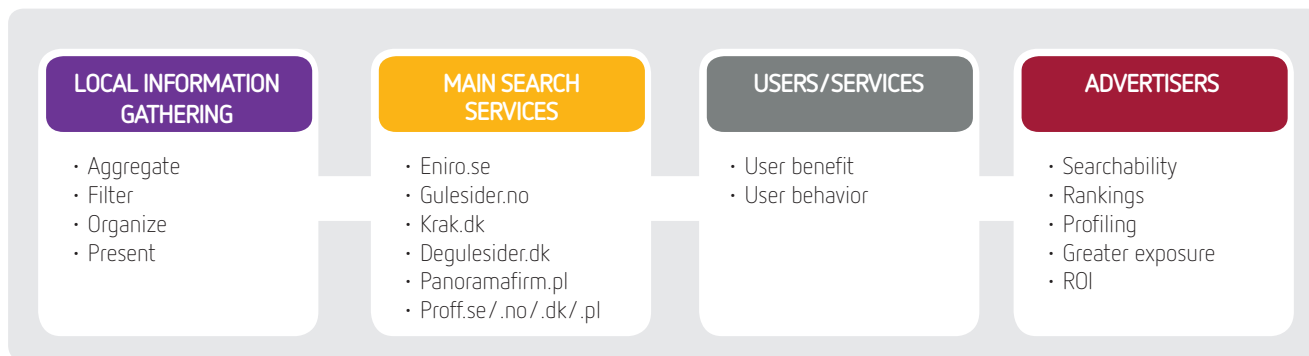 LOCAL INFORMATION
GATHERING
· Aggregate
· Filter
· Organize
· Present
MAIN SEARCH
SERVICES
· Eniro.se
· Gulesider.no
· Krak.dk
· Degulesider.dk
· Panoramafirm.pl
· Proff.se/.no/.dk/.pl
USERS/SERVICES
· User benefit
· User behavior
ADVERTISERS
· Searchability
· Rankings
· Profiling
· Greater exposure
· ROI